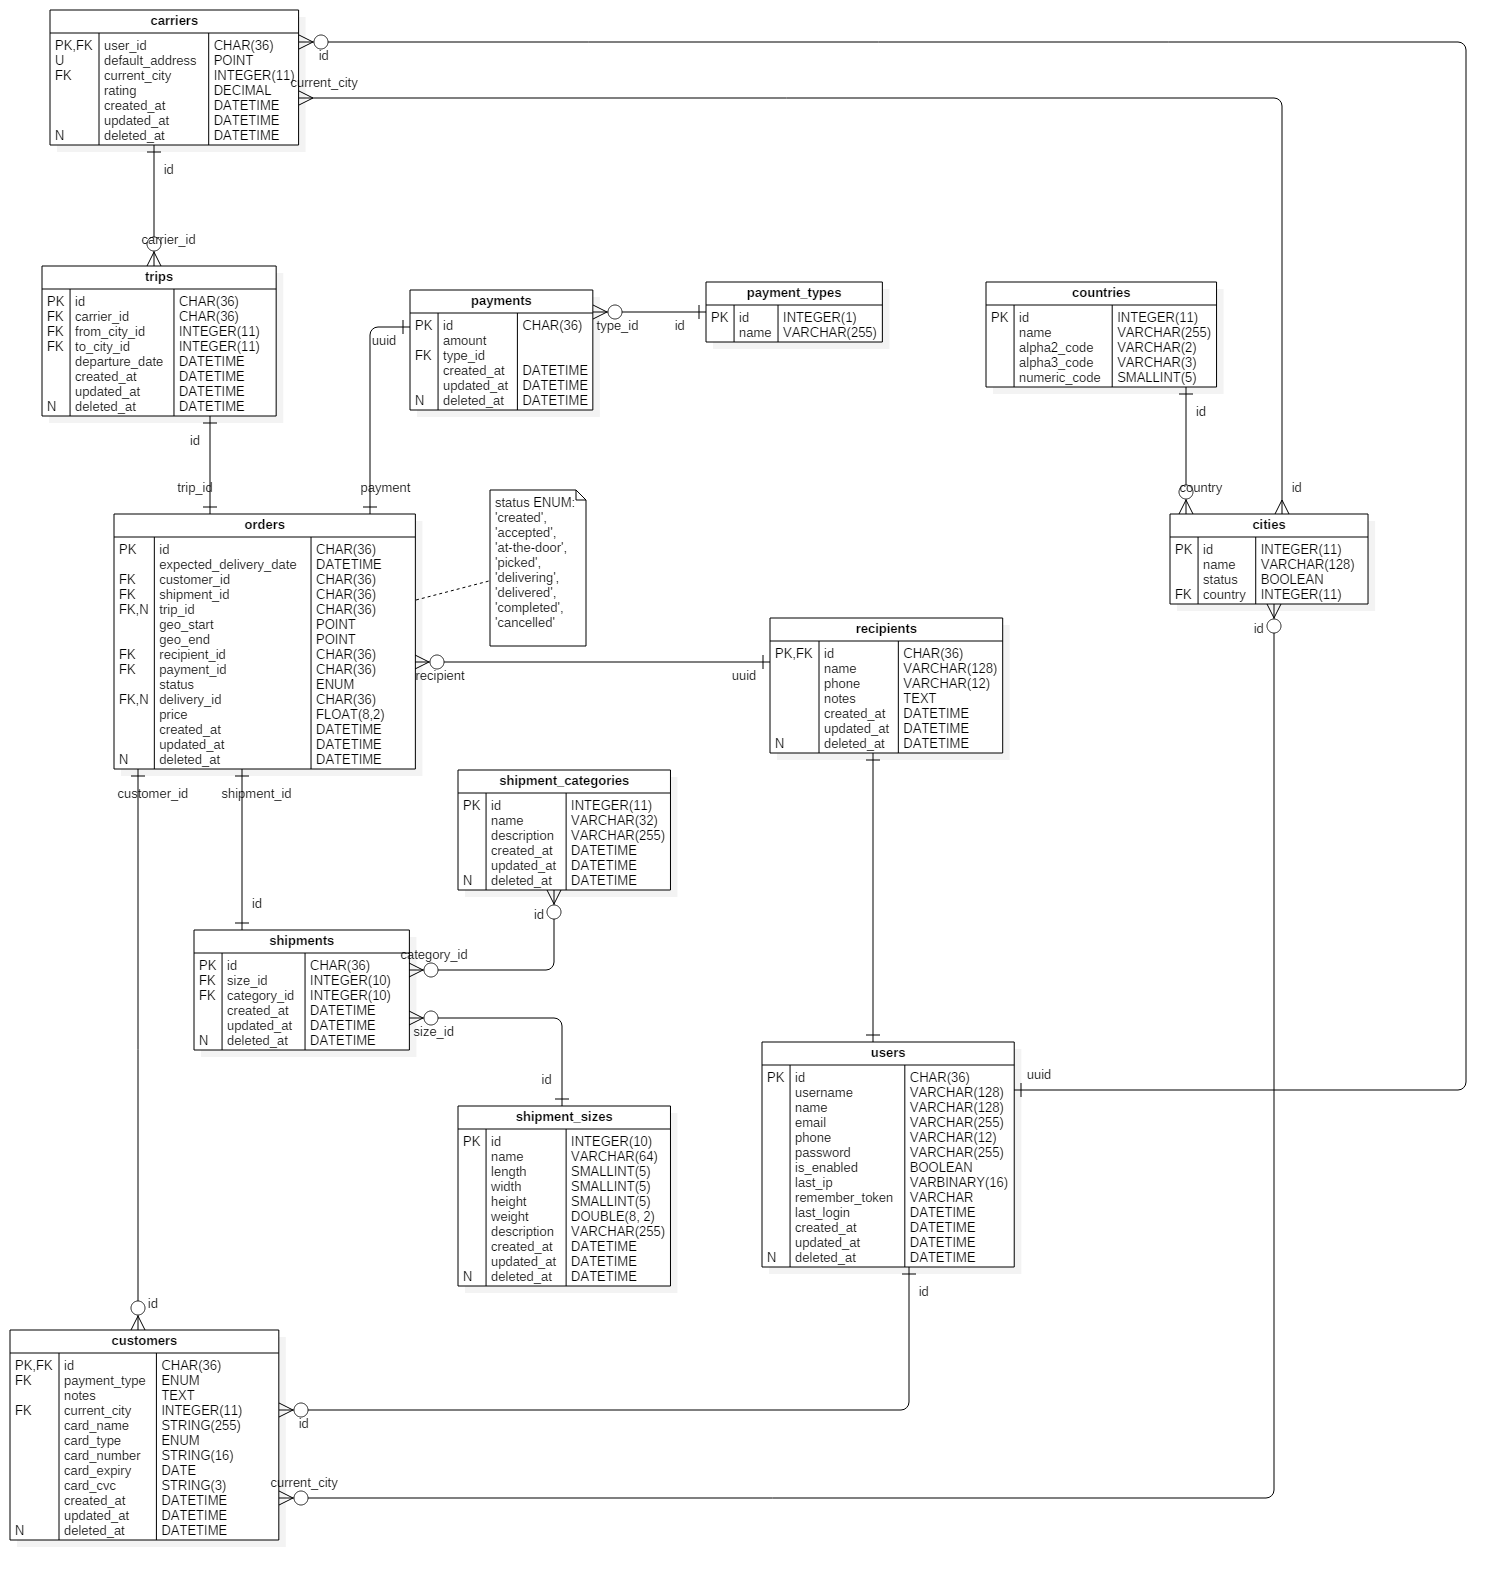 carriers
PK,FK user_id CHAR(36)
U default_address POINT
FK current_city INTEGER(11)
rating DECIMAL
created_at DATETIME
updated_at DATETIME
N deleted_at DATETIME
id
current_city
id
carrier_id
trips
PK id CHAR(36)
FK carrier_id CHAR(36)
FK from_city_id INTEGER(11)
FK to_city_id INTEGER(11)
departure_date DATETIME
created_at DATETIME
updated_at DATETIME
N deleted_at DATETIME
id
trip_id
payments
PK id CHAR(36)
amount
FK type_id
created_at DATETIME
updated_at DATETIME
N deleted_at DATETIME
uuid
payment
type_id
id
payment_types
PK id INTEGER(1)
name VARCHAR(255)
countries
PK id INTEGER(11)
name VARCHAR(255)
alpha2_code VARCHAR(2)
alpha3_code VARCHAR(3)
numeric_code SMALLINT(5)
id
country
id
cities
PK id INTEGER(11)
name VARCHAR(128)
status BOOLEAN
FK country INTEGER(11)
id
orders
PK id CHAR(36)
expected_delivery_date DATETIME
FK customer_id CHAR(36)
FK shipment_id CHAR(36)
FK,N trip_id CHAR(36)
geo_start POINT
geo_end POINT
FK recipient_id CHAR(36)
FK payment_id CHAR(36)
status ENUM
FK,N delivery_id CHAR(36)
price FLOAT(8,2)
created_at DATETIME
updated_at DATETIME
N deleted_at DATETIME
status ENUM:
'created',
'accepted',
'at-the-door',
'picked',
'delivering',
'delivered',
'completed',
'cancelled'
recipient
uuid
recipients
PK,FK id CHAR(36)
name VARCHAR(128)
phone VARCHAR(12)
notes TEXT
created_at DATETIME
updated_at DATETIME
N deleted_at DATETIME
customer_id
shipment_id
shipment_categories
PK id INTEGER(11)
name VARCHAR(32)
description VARCHAR(255)
created_at DATETIME
updated_at DATETIME
N deleted_at DATETIME
id
id
category_id
shipments
PK id CHAR(36)
FK size_id INTEGER(10)
FK category_id INTEGER(10)
created_at DATETIME
updated_at DATETIME
N deleted_at DATETIME
size_id
id
shipment_sizes
PK id INTEGER(10)
name VARCHAR(64)
length SMALLINT(5)
width SMALLINT(5)
height SMALLINT(5)
weight DOUBLE(8, 2)
description VARCHAR(255)
created_at DATETIME
updated_at DATETIME
N deleted_at DATETIME
users
PK id CHAR(36)
username VARCHAR(128)
name VARCHAR(128)
email VARCHAR(255)
phone VARCHAR(12)
password VARCHAR(255)
is_enabled BOOLEAN
last_ip VARBINARY(16)
remember_token VARCHAR
last_login DATETIME
created_at DATETIME
updated_at DATETIME
N deleted_at DATETIME
uuid
id
id
customers
PK,FK id CHAR(36)
FK payment_type ENUM
notes TEXT
FK current_city INTEGER(11)
card_name STRING(255)
card_type ENUM
card_number STRING(16)
card_expiry DATE
card_cvc STRING(3)
created_at DATETIME
updated_at DATETIME
N deleted_at DATETIME
id
current_city